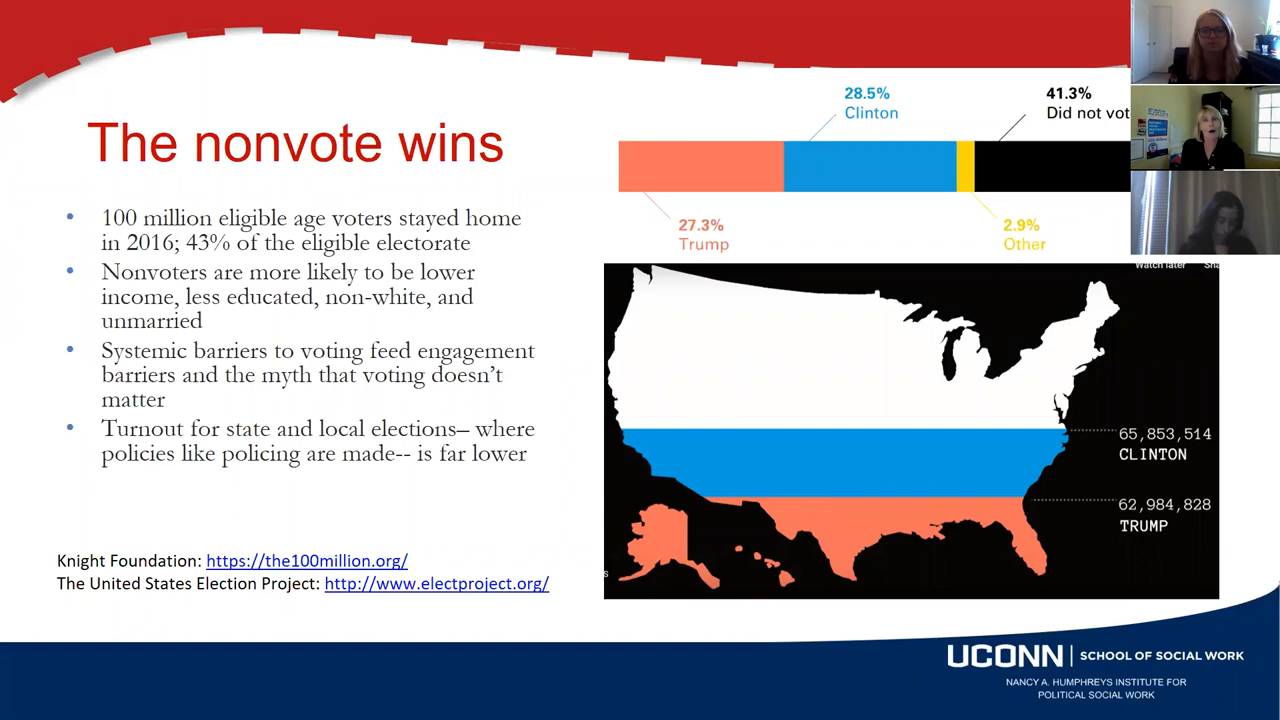 The nonvote wins
• 100 million eligible age voters stayed home
in 2016; 43% of the eligible electorate
• Nonvoters are more likely to be lower
income, less educated, non-white, and
unmarried
• Systemic barriers to voting feed engagement
barriers and the myth that voting doesn't
matter
• Turnout for state and local elections– where
policies like policing are made-- is far lower
Knight Foundation: https://the100million.org/
The United States Election Project: http://www.electproject.org/
28.5%
Clinton
41.3%
Did not vot
27.3%
Trump
2.9%
Other
Watch later
65,853,514
CLINTON
62,984,828
TRUMP
UCONN | SCHOOL OF SOCIAL WORK
NANCY A. HUMPHREYS INSTITUTE FOR
POLITICAL SOCIAL WORK